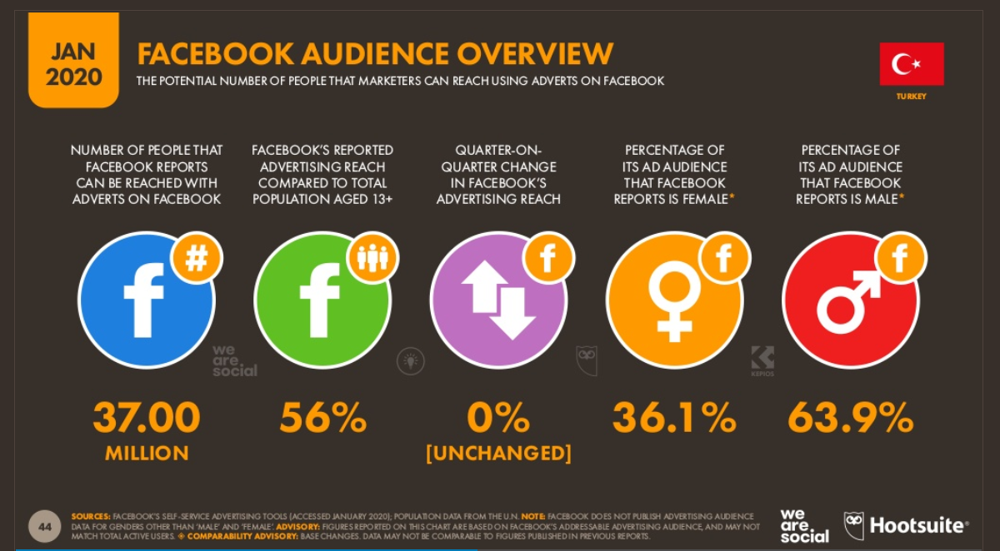 JAN
2020
FACEBOOK AUDIENCE OVERVIEW
THE POTENTIAL NUMBER OF PEOPLE THAT MARKETERS CAN REACH USING ADVERTS ON FACEBOOK
TURKEY
NUMBER OF PEOPLE THAT
FACEBOOK REPORTS
CAN BE REACHED WITH
ADVERTS ON FACEBOOK
FACEBOOK'S REPORTED
ADVERTISING REACH
COMPARED TO TOTAL
POPULATION AGED 13+
QUARTER-ON-
QUARTER CHANGE
IN FACEBOOK'S
ADVERTISING REACH
PERCENTAGE OF
ITS AD AUDIENCE
THAT FACEBOOK
REPORTS IS FEMALE*
PERCENTAGE OF
ITS AD AUDIENCE
THAT FACEBOOK
REPORTS IS MALE*
f
#
f
f
f
f
we
are
social
KEPIOS
37.00
MILLION
56%
0%
[UNCHANGED]
36.1%
63.9%
44
SOURCES: FACEBOOK'S SELF-SERVICE ADVERTISING TOOLS (ACCESSED JANUARY 2020); POPULATION DATA FROM THE U.N. NOTE: FACEBOOK DOES NOT PUBLISH ADVERTISING AUDIENCE
DATA FOR GENDERS OTHER THAN 'MALE' AND 'FEMALE'. ADVISORY: FIGURES REPORTED ON THIS CHART ARE BASED ON FACEBOOK'S ADDRESSABLE ADVERTISING AUDIENCE, AND MAY NOT
MATCH TOTAL ACTIVE USERS. ◈ COMPARABILITY ADVISORY: BASE CHANGES. DATA MAY NOT BE COMPARABLE TO FIGURES PUBLISHED IN PREVIOUS REPORTS.
we
are
social
Hootsuite®